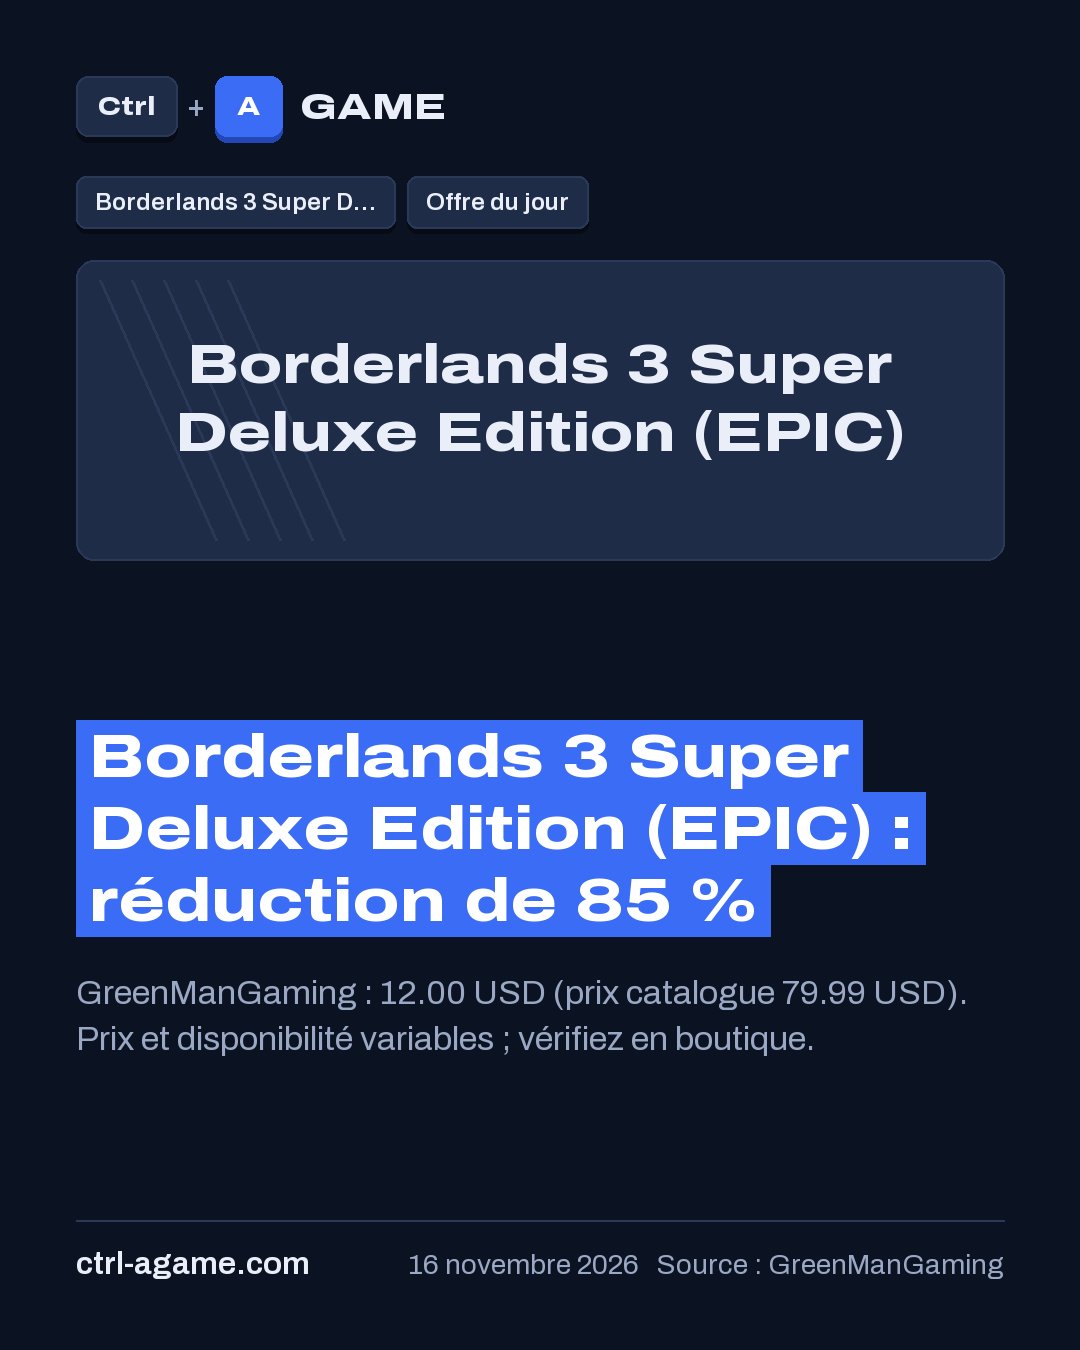 Ctrl + A GAME
Borderlands 3 Super D... Offre du jour
Borderlands 3 Super
Deluxe Edition (EPIC)
Borderlands 3 Super
Deluxe Edition (EPIC) :
réduction de 85 %
GreenManGaming : 12.00 USD (prix catalogue 79.99 USD).
Prix et disponibilité variables ; vérifiez en boutique.
ctrl-agame.com 16 novembre 2026 Source : GreenManGaming